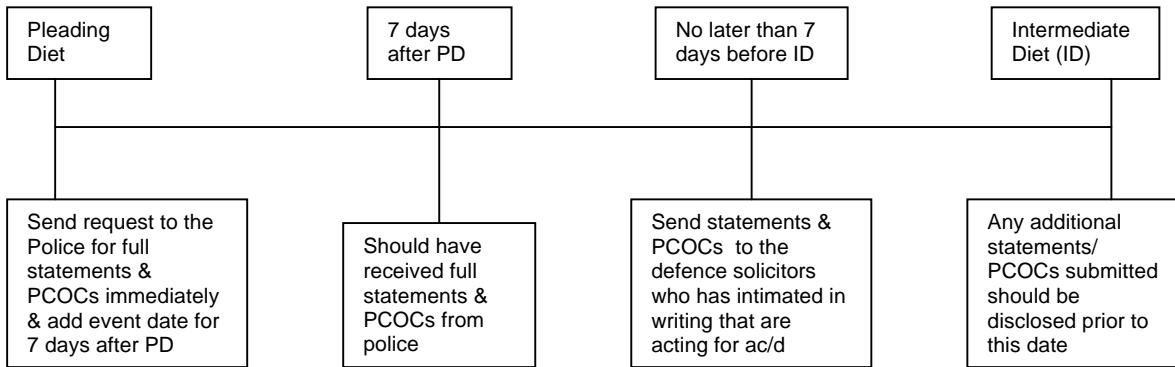 Pleading
Diet
7 days
after PD
No later than 7
days before ID
Intermediate
Diet (ID)
Send request to the
Police for full
statements &
PCOCs immediately
& add event date for
7 days after PD
Should have
received full
statements &
PCOCs from
police
Send statements &
PCOCs  to the
defence solicitors
who has intimated in
writing that are
acting for ac/d
Any additional
statements/
PCOCs submitted
should be
disclosed prior to
this date